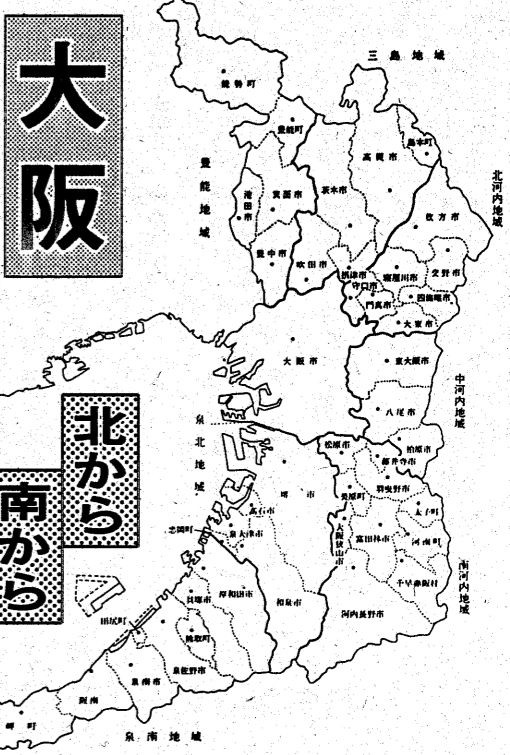 大阪
北から
南から
三島地域
能勢町
豊能町
島本町
高槻市
豊能地域
池田市
箕面市
茨木市
北河内地域
枚方市
豊中市
吹田市
摂津市
寝屋川市
交野市
守口市
門真市
四條畷市
大東市
大阪市
東大阪市
中河内地域
八尾市
泉北地域
松原市
柏原市
藤井寺市
堺市
美原町
羽曳野市
高石市
太子町
忠岡町
泉大津市
大阪狭山市
富田林市
河南町
南河内地域
千早赤阪村
貝塚市
岸和田市
和泉市
河内長野市
田尻町
熊取町
泉佐野市
泉南市
阪南
岬町
泉南地域